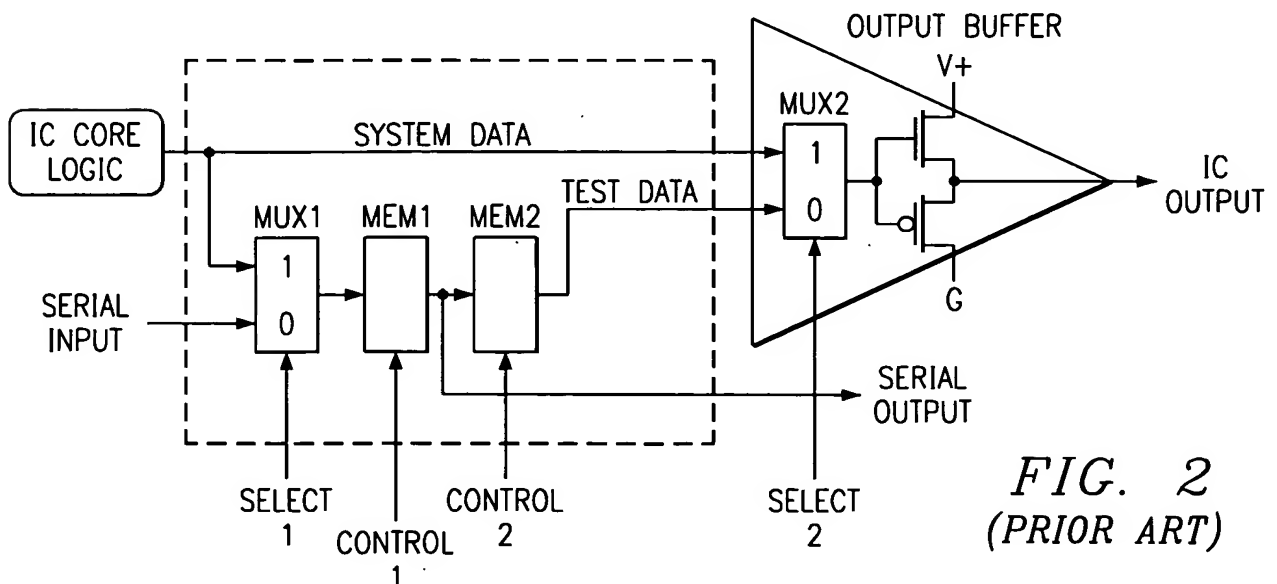 OUTPUT BUFFER
V+
IC CORE
LOGIC
SYSTEM DATA
MUX2
1
0
TEST DATA
IC
OUTPUT
MUX1
MEM1
MEM2
1
0
SERIAL
INPUT
G
SERIAL
OUTPUT
SELECT
1
CONTROL
1
CONTROL
2
SELECT
2
FIG. 2
(PRIOR ART)